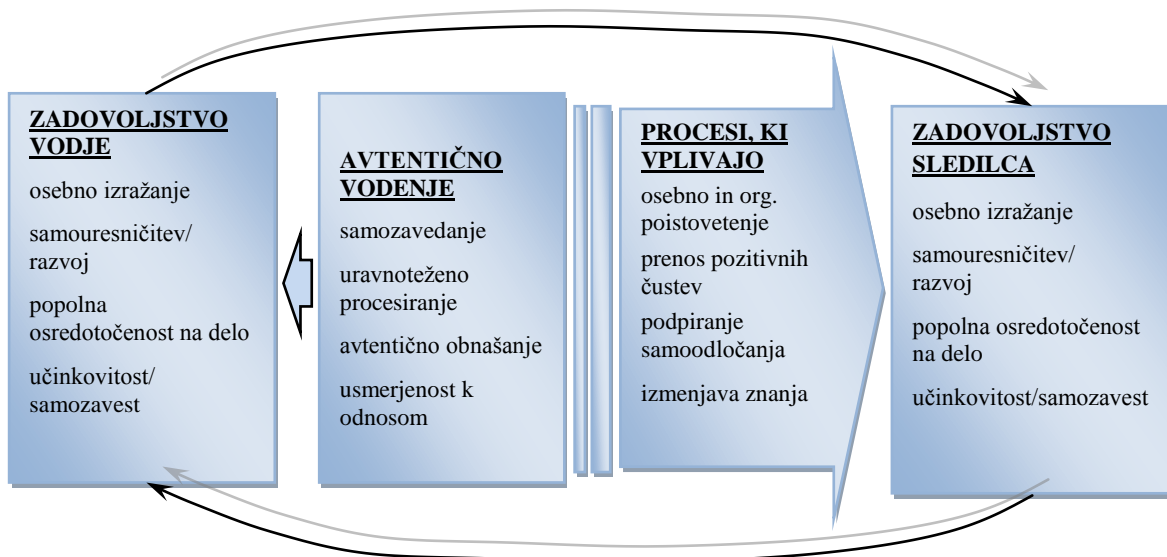 ZADOVOLJSTVO
VODJE
osebno izražanje
samouresničitev/
razvoj
popolna
osredotočenost na delo
učinkovitost/
samozavest
AVTENTIČNO
VODENJE
samozavedanje
uravnoteženo
procesiranje
avtentično obnašanje
usmerjenost k
odnosom
PROCESI, KI
VPLIVAJO
osebno in org.
poistovetenje
prenos pozitivnih
čustev
podpiranje
samoodločanja
izmenjava znanja
ZADOVOLJSTVO
SLEDILCA
osebno izražanje
samouresničitev/
razvoj
popolna osredotočenost
na delo
učinkovitost/samozavest